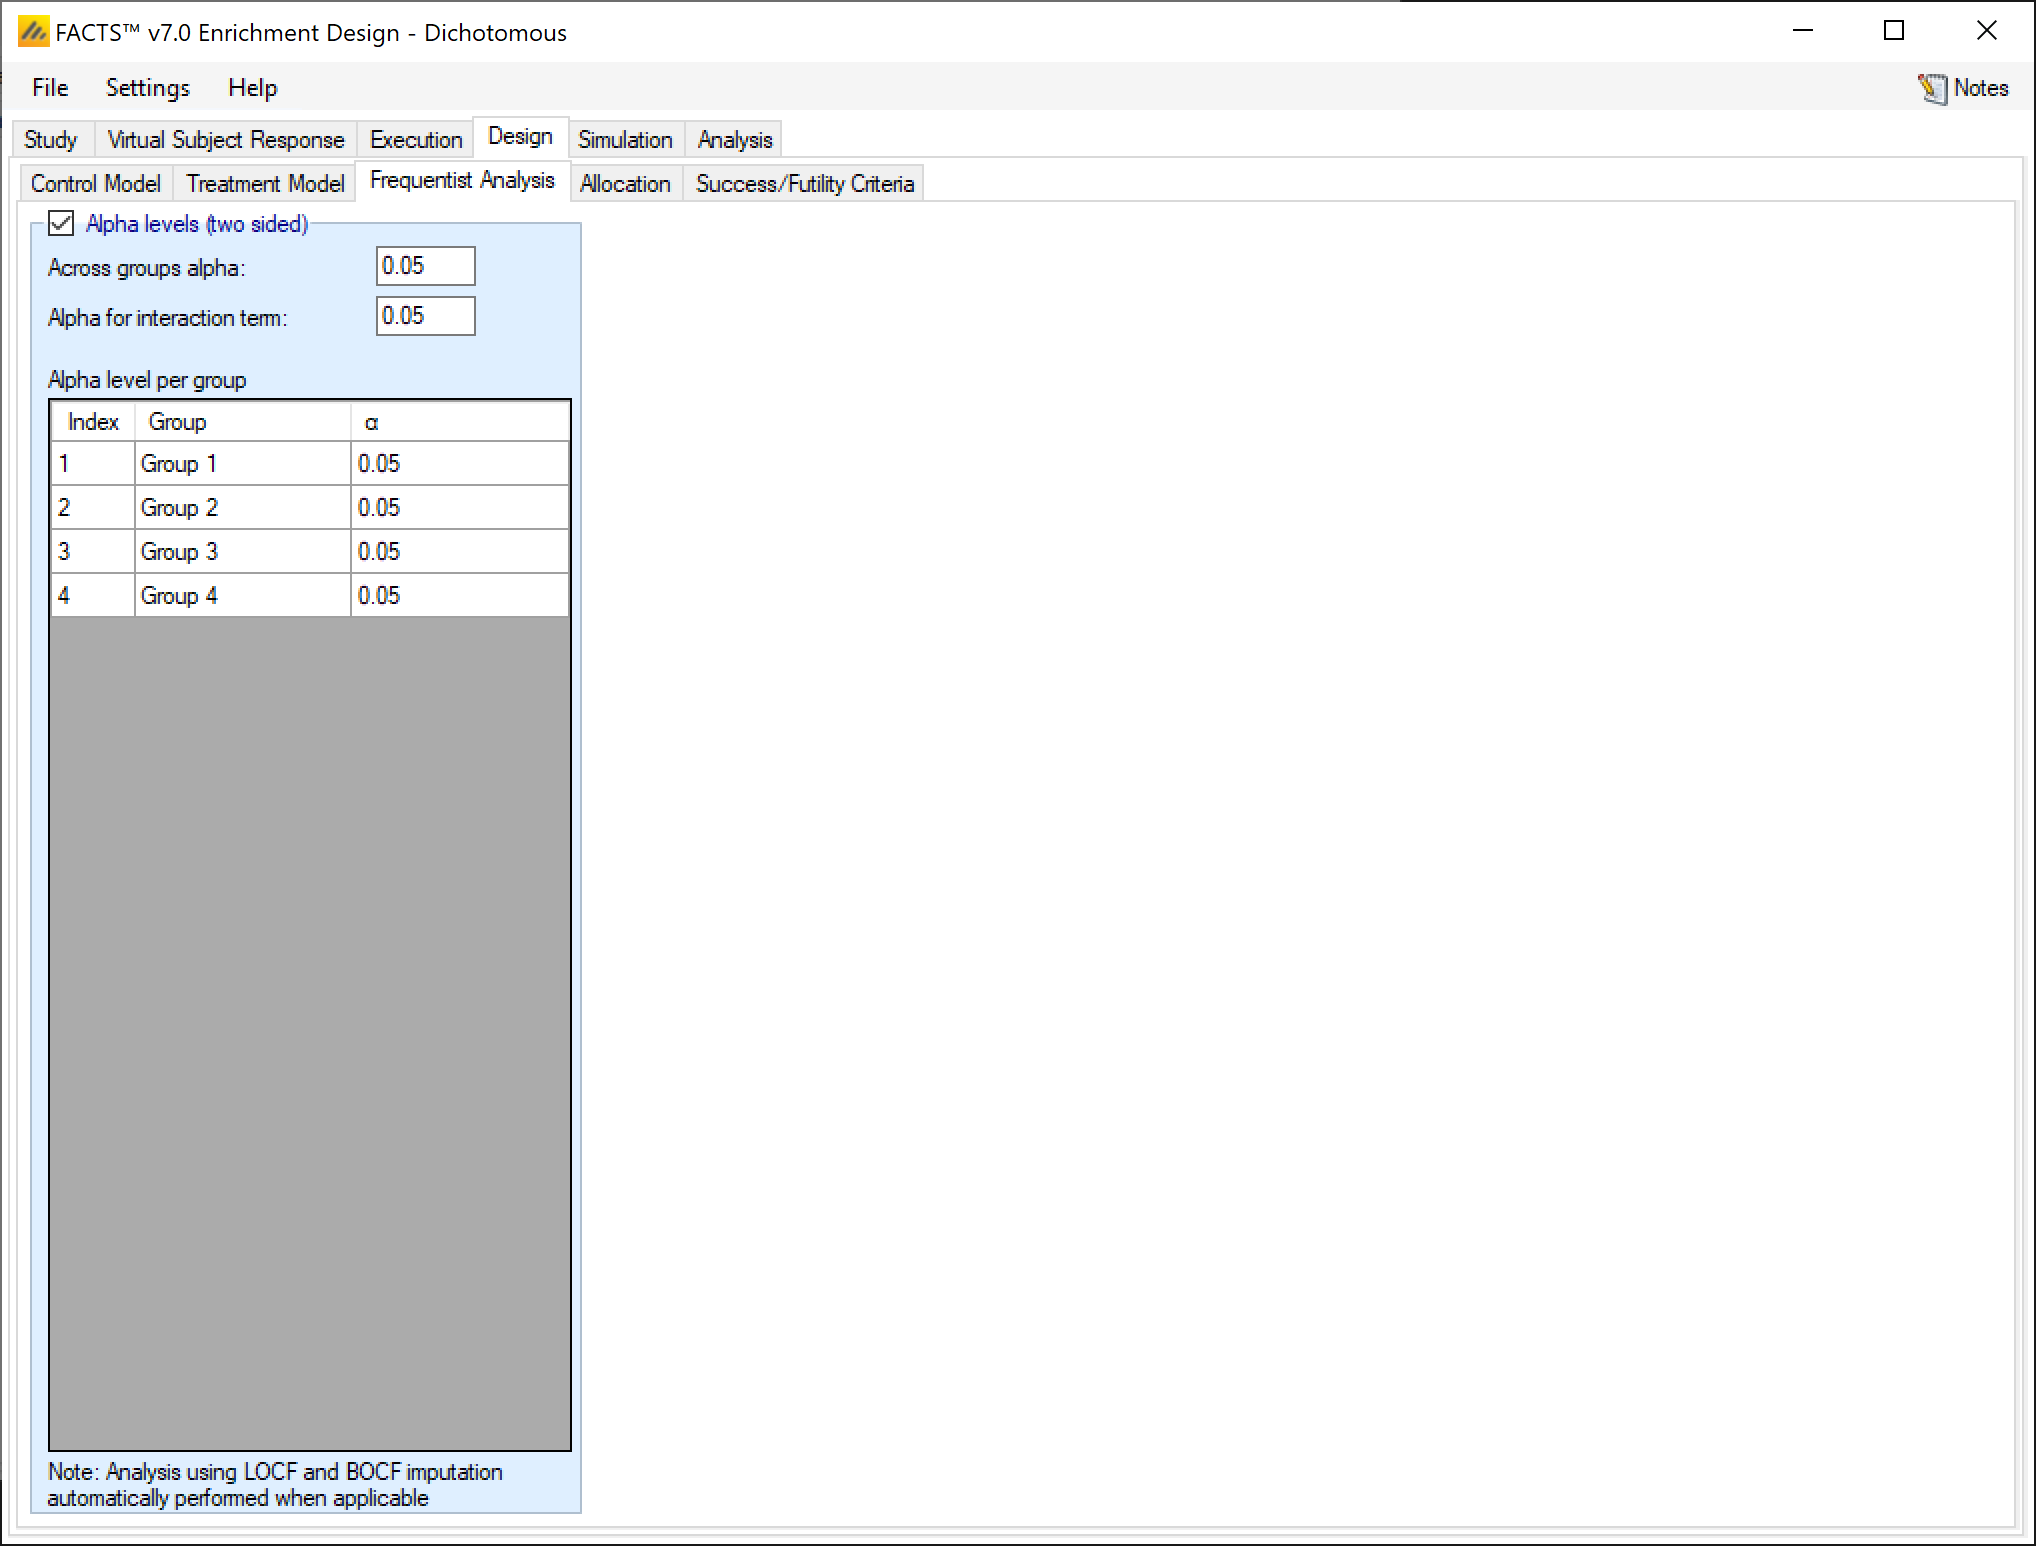 FACTS™ v7.0 Enrichment Design - Dichotomous
File Settings Help Notes
Study Virtual Subject Response Execution Design Simulation Analysis
Control Model Treatment Model Frequentist Analysis Allocation Success/Futility Criteria
Alpha levels (two sided)
Across groups alpha: 0.05
Alpha for interaction term: 0.05
Alpha level per group
Index Group α
1 Group 1 0.05
2 Group 2 0.05
3 Group 3 0.05
4 Group 4 0.05
Note: Analysis using LOCF and BOCF imputation
automatically performed when applicable